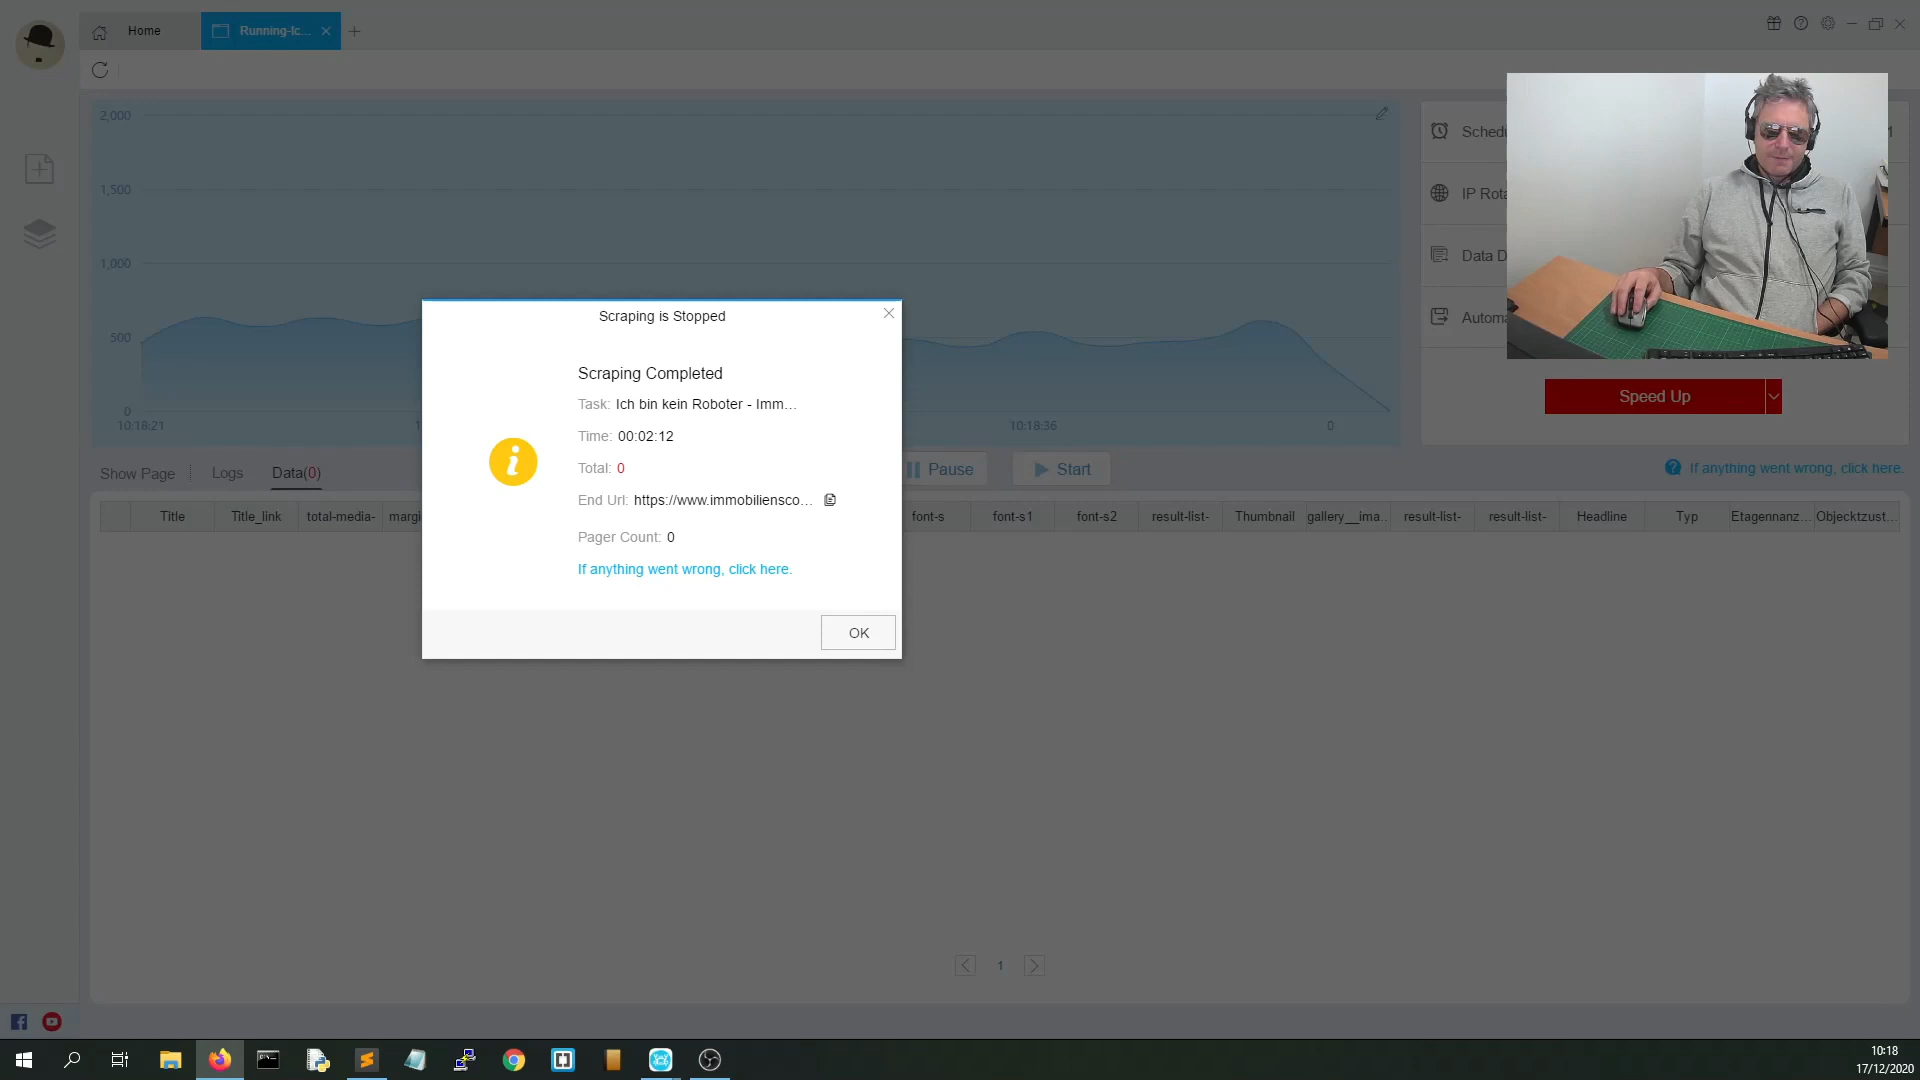 Home
Running-Ic...
2,000
1,500
1,000
500
0
10:18:21
10:18:36
0
Speed Up
Show Page
Logs
Data(0)
Pause
Start
If anything went wrong, click here.
Title
Title_link
total-media-
font-s
font-s1
font-s2
result-list-
Thumbnail
gallery__ima..
result-list-
result-list-
Headline
Typ
Etagennanz...
Objecktzust...
Scraping is Stopped
Scraping Completed
Task: Ich bin kein Roboter - Imm...
Time: 00:02:12
Total: 0
End Url: https://www.immobiliensco...
Pager Count: 0
If anything went wrong, click here.
OK
IP
Data D
1
10:18
17/12/2020